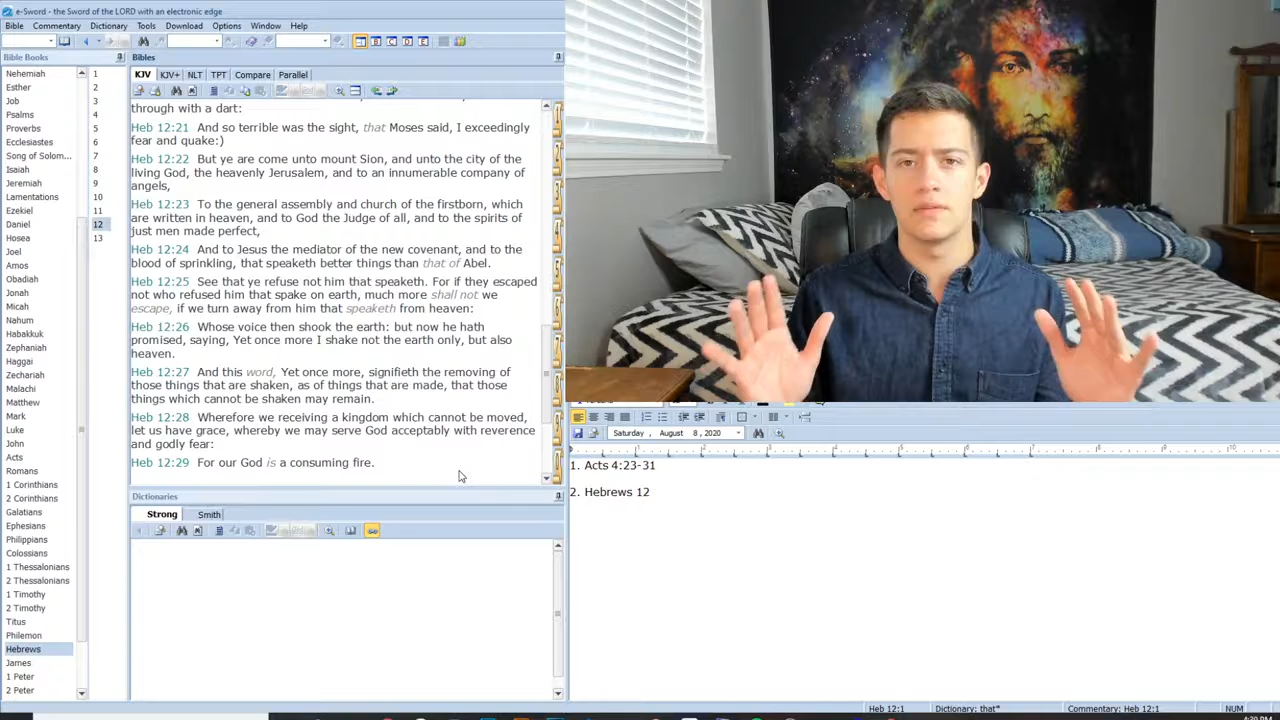 e-Sword - the Sword of the LORD with an electronic edge
Bible Commentary Dictionary Tools Download Options Window Help
Bible Books
Nehemiah
Esther
Job
Psalms
Proverbs
Ecclesiastes
Song of Solom...
Isaiah
Jeremiah
Lamentations
Ezekiel
Daniel
Hosea
Joel
Amos
Obadiah
Jonah
Micah
Nahum
Habakkuk
Zephaniah
Haggai
Zechariah
Malachi
Matthew
Mark
Luke
John
Acts
Romans
1 Corinthians
2 Corinthians
Galatians
Ephesians
Philippians
Colossians
1 Thessalonians
2 Thessalonians
1 Timothy
2 Timothy
Titus
Philemon
Hebrews
James
1 Peter
2 Peter
1
2
3
4
5
6
7
8
9
10
11
12
13
Bibles
KJV KJV+ NLT TPT Compare Parallel
through with a dart:
Heb 12:21 And so terrible was the sight, that Moses said, I exceedingly
fear and quake:)
Heb 12:22 But ye are come unto mount Sion, and unto the city of the
living God, the heavenly Jerusalem, and to an innumerable company of
angels,
Heb 12:23 To the general assembly and church of the firstborn, which
are written in heaven, and to God the Judge of all, and to the spirits of
just men made perfect,
Heb 12:24 And to Jesus the mediator of the new covenant, and to the
blood of sprinkling, that speaketh better things than that of Abel.
Heb 12:25 See that ye refuse not him that speaketh. For if they escaped
not who refused him that spake on earth, much more shall not we
escape, if we turn away from him that speaketh from heaven:
Heb 12:26 Whose voice then shook the earth: but now he hath
promised, saying, Yet once more I shake not the earth only, but also
heaven.
Heb 12:27 And this word, Yet once more, signifieth the removing of
those things that are shaken, as of things that are made, that those
things which cannot be shaken may remain.
Heb 12:28 Wherefore we receiving a kingdom which cannot be moved,
let us have grace, whereby we may serve God acceptably with reverence
and godly fear:
Heb 12:29 For our God is a consuming fire.
Dictionaries
Strong Smith
Saturday , August 8, 2020
1. Acts 4:23-31
2. Hebrews 12
Heb 12:1 Dictionary: that* Commentary: Heb 12:1 NUM